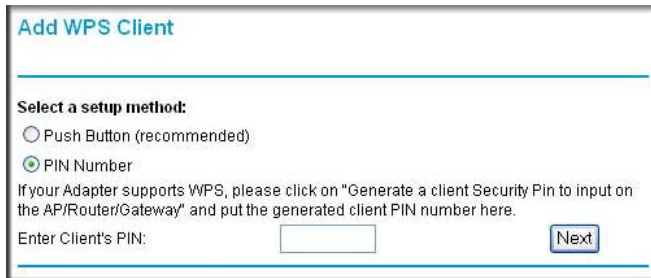 Add WPS Client
Select a setup method:
Push Button (recommended)
PIN Number
If your Adapter supports WPS, please click on "Generate a client Security Pin to input on
the AP/Router/Gateway" and put the generated client PIN number here.
Enter Client's PIN:
Next